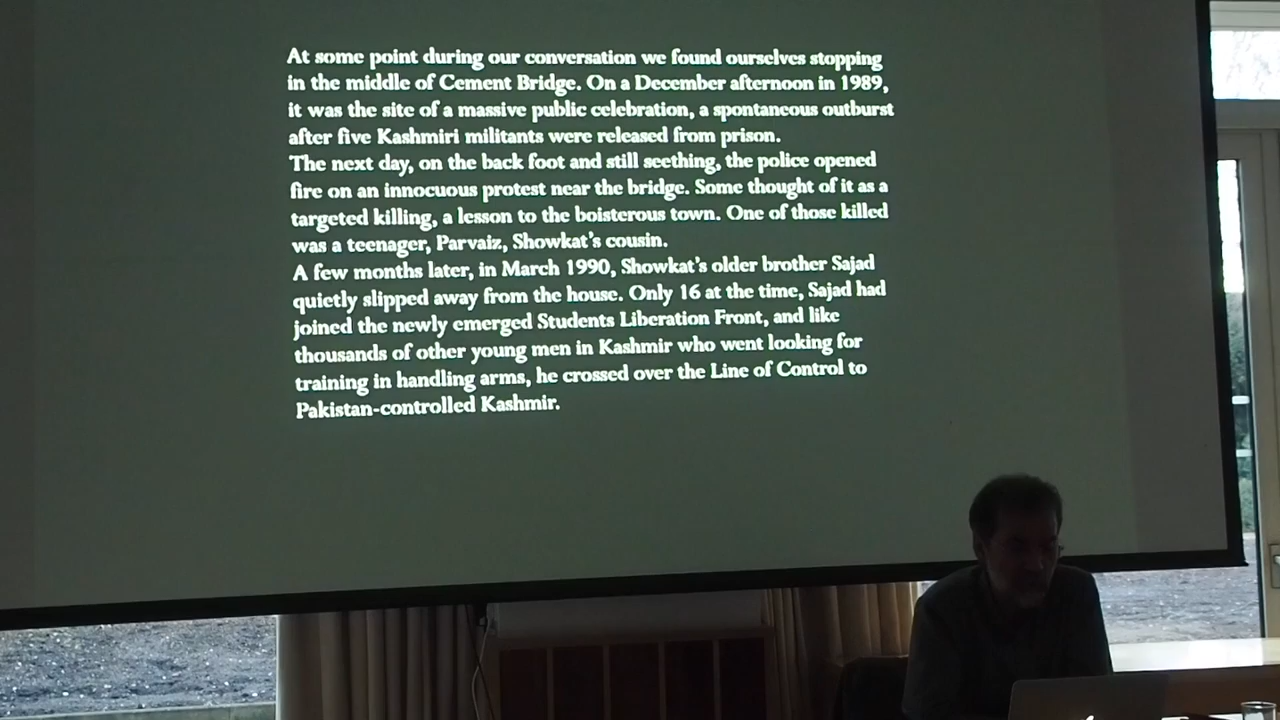 At some point during our conversation we found ourselves stopping
in the middle of Cement Bridge. On a December afternoon in 1989,
it was the site of a massive public celebration, a spontaneous outburst
after five Kashmiri militants were released from prison.
The next day, on the back foot and still seething, the police opened
fire on an innocuous protest near the bridge. Some thought of it as a
targeted killing, a lesson to the boisterous town. One of those killed
was a teenager, Parvaiz, Showkat's cousin.
A few months later, in March 1990, Showkat's older brother Sajad
quietly slipped away from the house. Only 16 at the time, Sajad had
joined the newly emerged Students Liberation Front, and like
thousands of other young men in Kashmir who went looking for
training in handling arms, he crossed over the Line of Control to
Pakistan-controlled Kashmir.